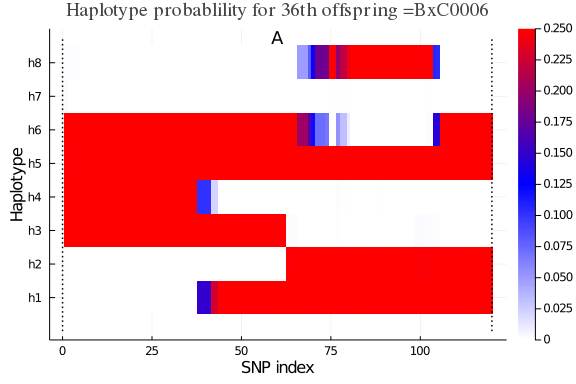 Haplotype probablility for 36th offspring =BxC0006
A
h8
h7
h6
h5
h4
h3
h2
h1
Haplotype
0
25
50
75
100
SNP index
0.250
0.225
0.200
0.175
0.150
0.125
0.100
0.075
0.050
0.025
0